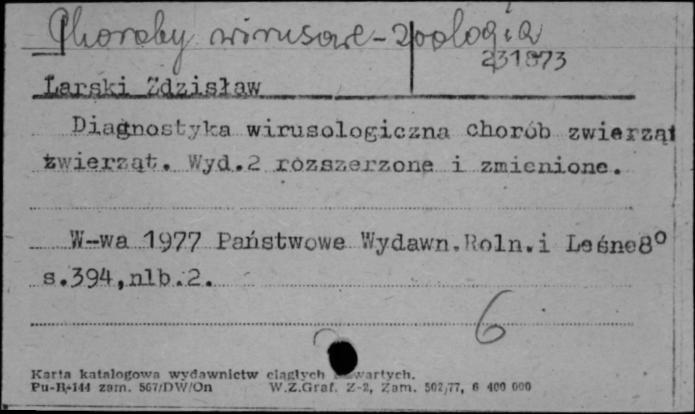 Choroby wirusowe - zoologia
231873
Larski Zdzisław
Diagnostyka wirusologiczna chorób zwierząt
zwierząt. Wyd.2 rozszerzone i zmienione.
W-wa 1977 Państwowe Wydawn.Roln.i Leśne8°
s.394,nlb.2.
6
Karta katalogowa wydawnictw ciągłych wartych.
Pu-B-144 zam. 567/DW/On W.Z.Graf. Z-2, Zam. 502/77, 6 400 000